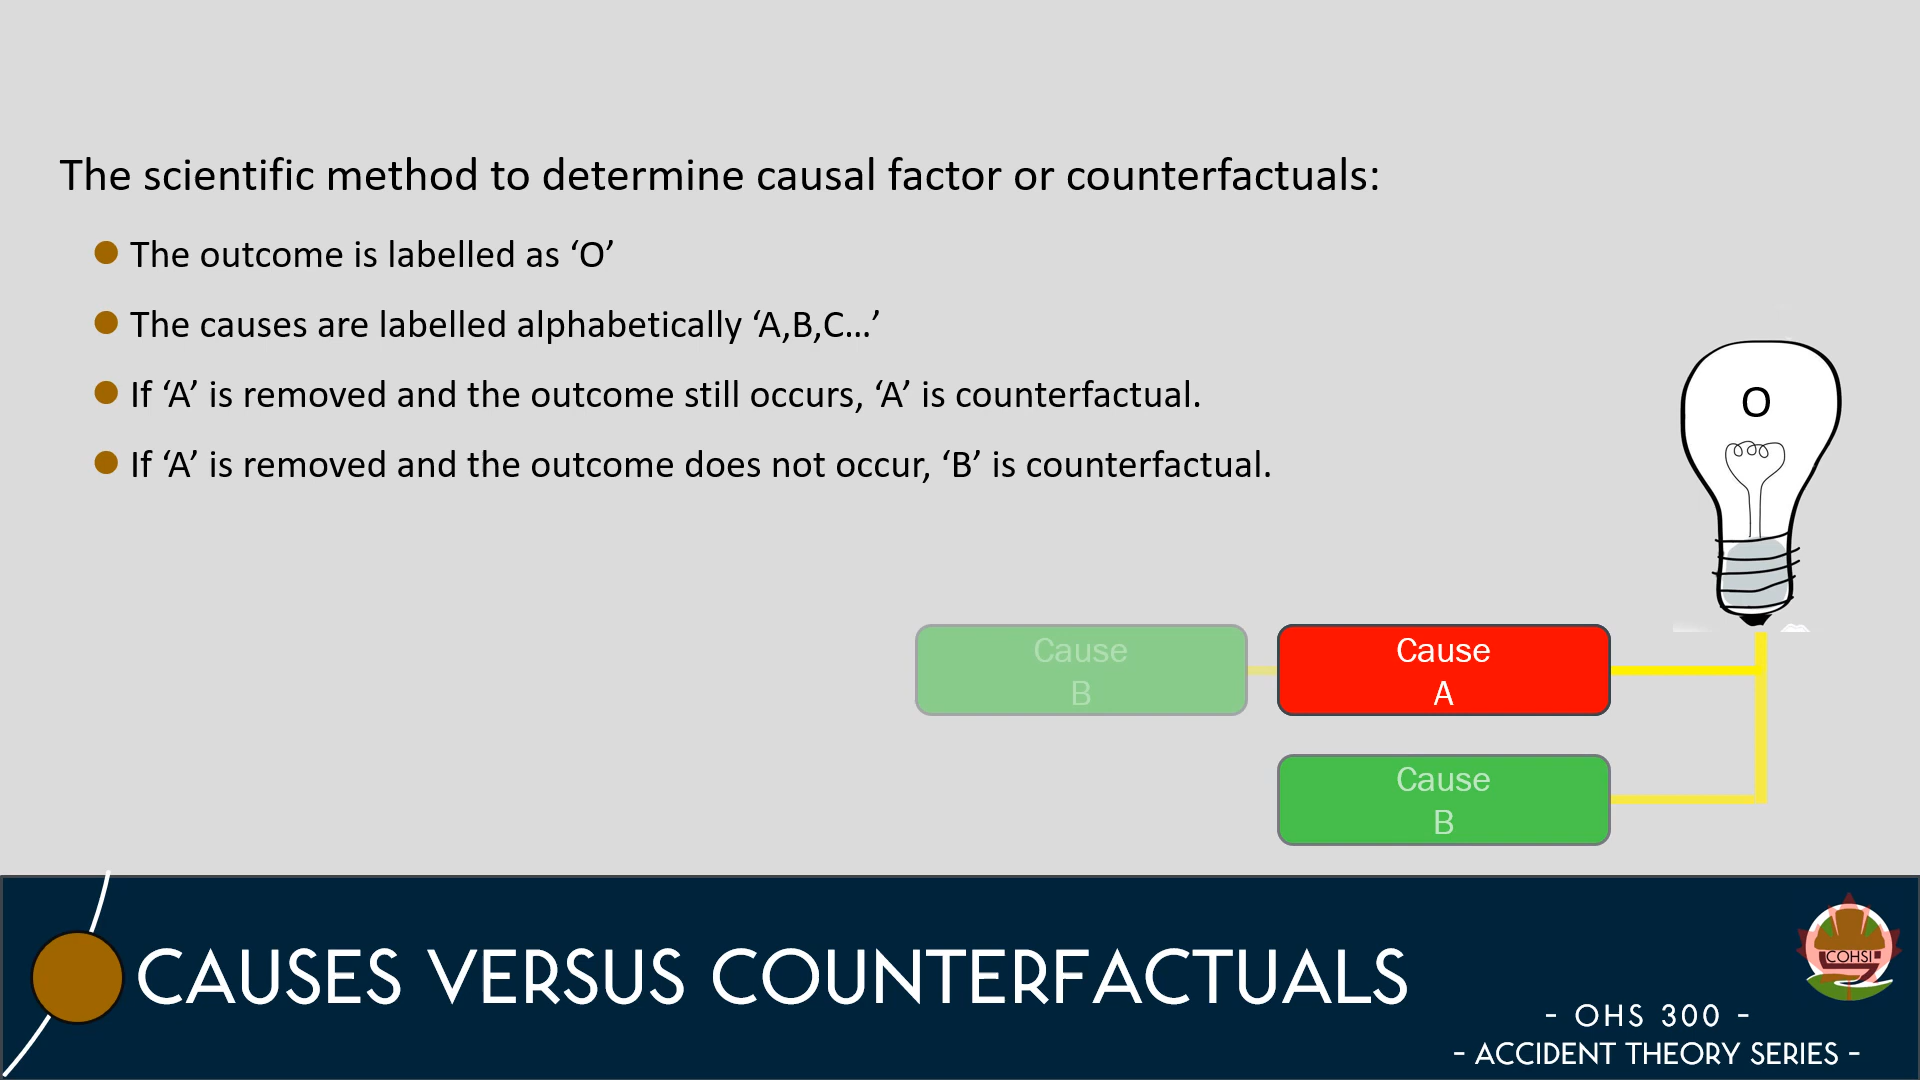 The scientific method to determine causal factor or counterfactuals:
The outcome is labelled as ‘O’
The causes are labelled alphabetically ‘A,B,C…’
If ‘A’ is removed and the outcome still occurs, ‘A’ is counterfactual.
If ‘A’ is removed and the outcome does not occur, ‘B’ is counterfactual.
O
Cause
B
Cause
A
Cause
B
CAUSES VERSUS COUNTERFACTUALS
COHSI
- OHS 300 -
- ACCIDENT THEORY SERIES -